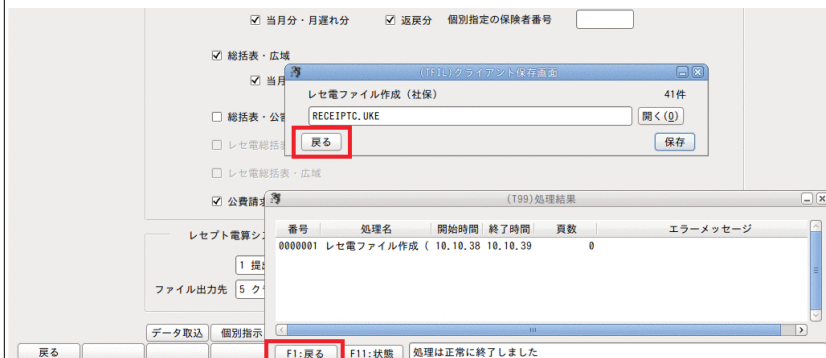 当月分・月遅れ分 返戻分 個別指定の保険者番号
総括表・広域
(TFIL)クライアント保存画面
当月
レセ電ファイル作成(社保) 41件
総括表・公害
RECEIPTC.UKE 開く(O)
戻る 保存
レセ電総括表
レセ電総括表・広域
公費請求
(T99)処理結果
番号 処理名 開始時間 終了時間 頁数 エラーメッセージ
レセプト電算シ
0000001 レセ電ファイル作成( 10.10.38 10.10.39 0
1 提出
ファイル出力先 5 ク
データ取込 個別指示
戻る F1:戻る F11:状態 処理は正常に終了しました